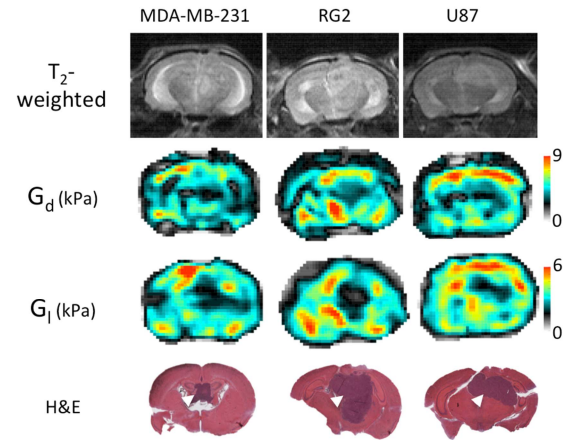 MDA-MB-231 RG2 U87
T2-
weighted
Gd (kPa)
9
0
Gl (kPa)
6
0
H&E